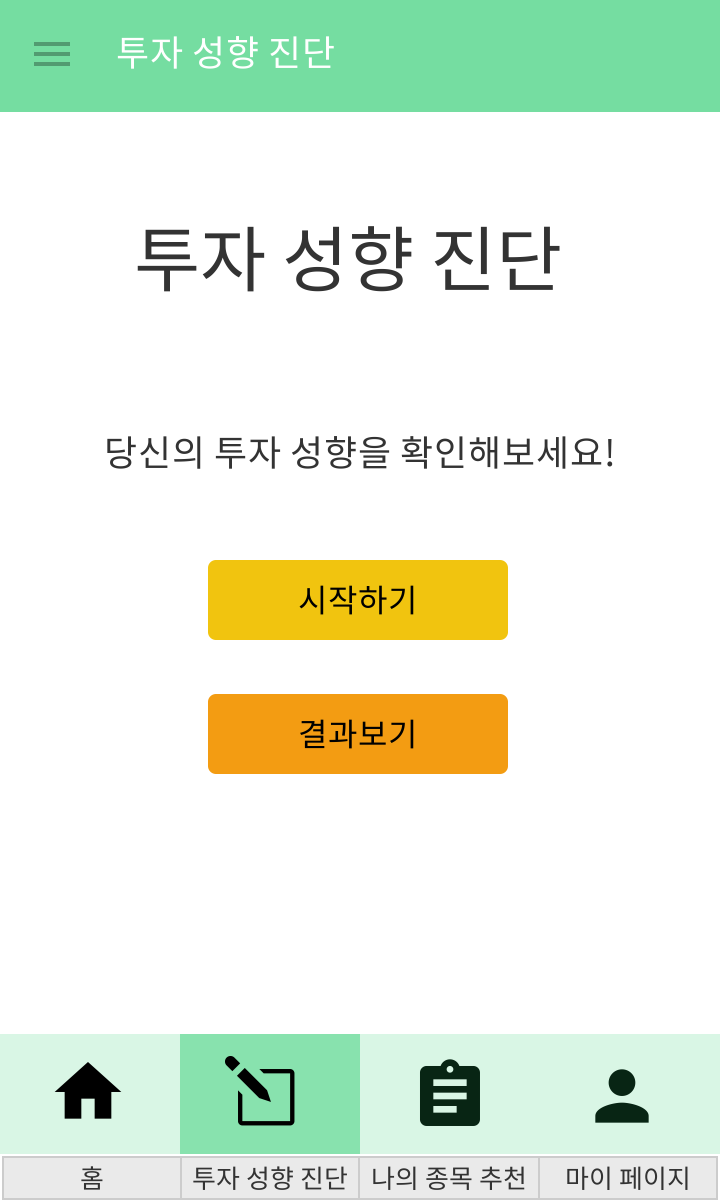 투자 성향 진단
투자 성향 진단
당신의 투자 성향을 확인해보세요!
시작하기
결과보기
홈 투자 성향 진단 나의 종목 추천 마이 페이지